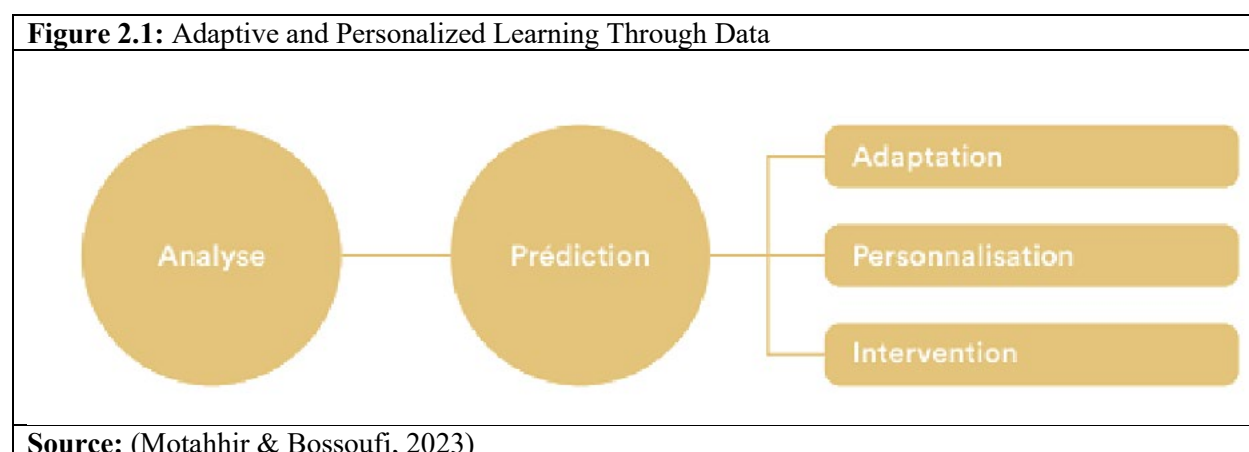 Figure 2.1: Adaptive and Personalized Learning Through Data
Analyse
Prédiction
Adaptation
Personnalisation
Intervention
Source: (Motahhir & Bossoufi, 2023)